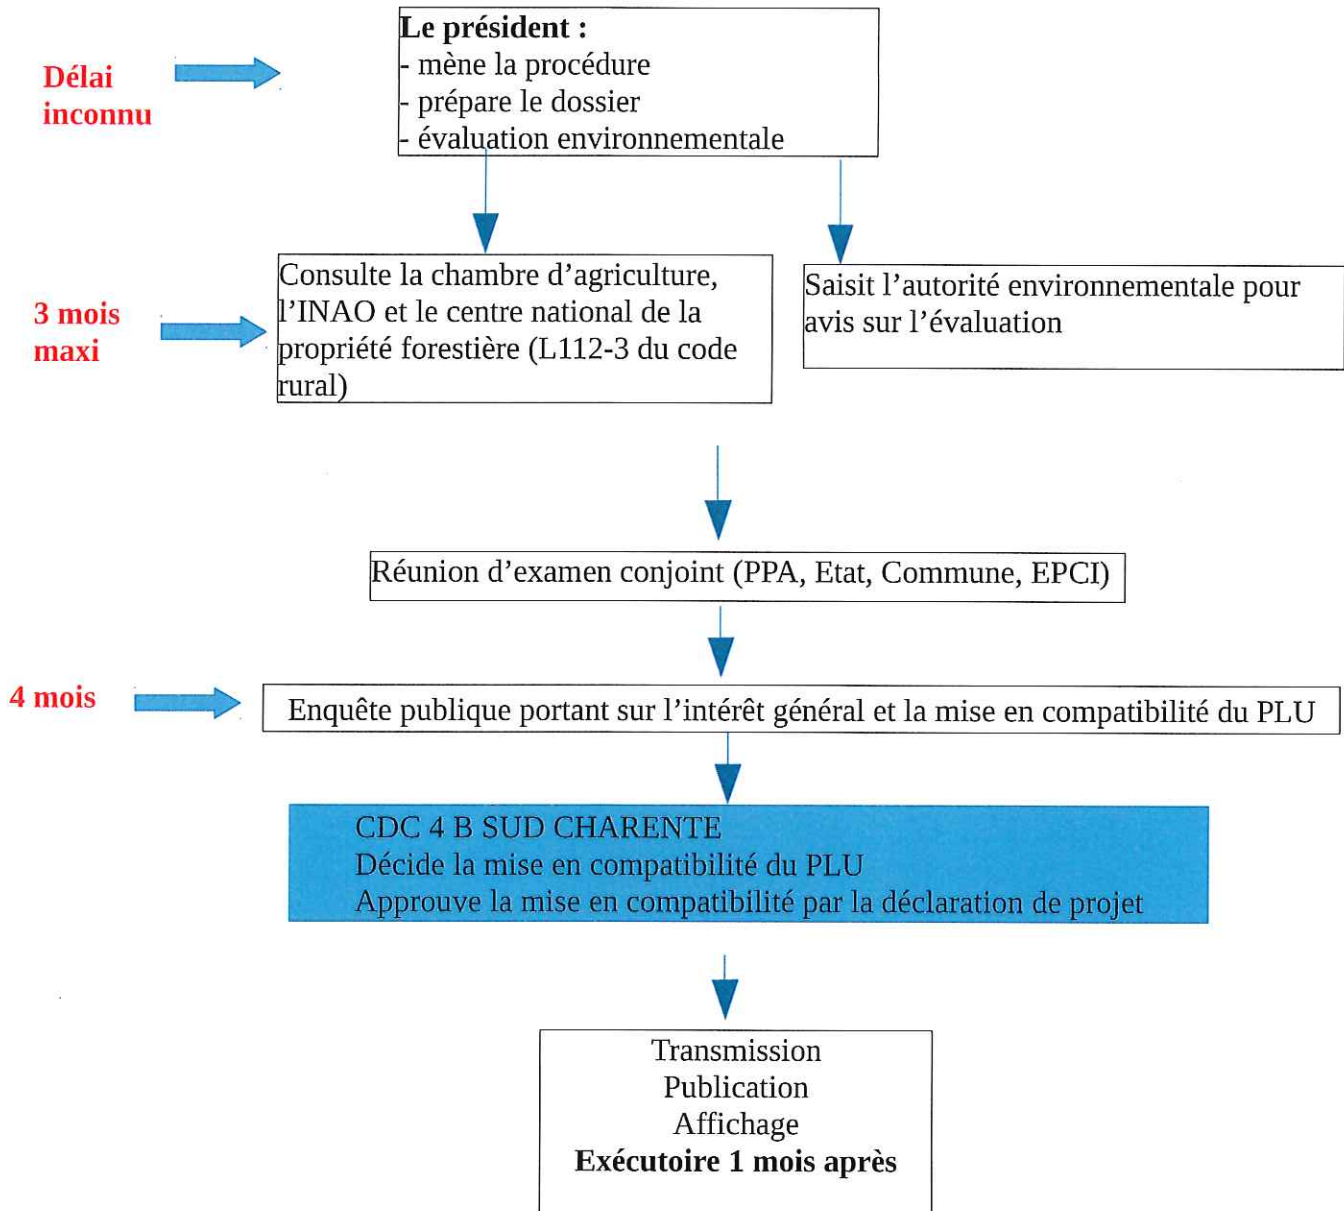 Le président :
- mène la procédure
- prépare le dossier
- évaluation environnementale
Délai
inconnu
Consulte la chambre d’agriculture,
l’INAO et le centre national de la
propriété forestière (L112-3 du code
rural)
3 mois
maxi
Saisit l’autorité environnementale pour
avis sur l’évaluation
Réunion d’examen conjoint (PPA, Etat, Commune, EPCI)
4 mois
Enquête publique portant sur l’intérêt général et la mise en compatibilité du PLU
CDC 4 B SUD CHARENTE
Décide la mise en compatibilité du PLU
Approuve la mise en compatibilité par la déclaration de projet
Transmission
Publication
Affichage
Exécutoire 1 mois après